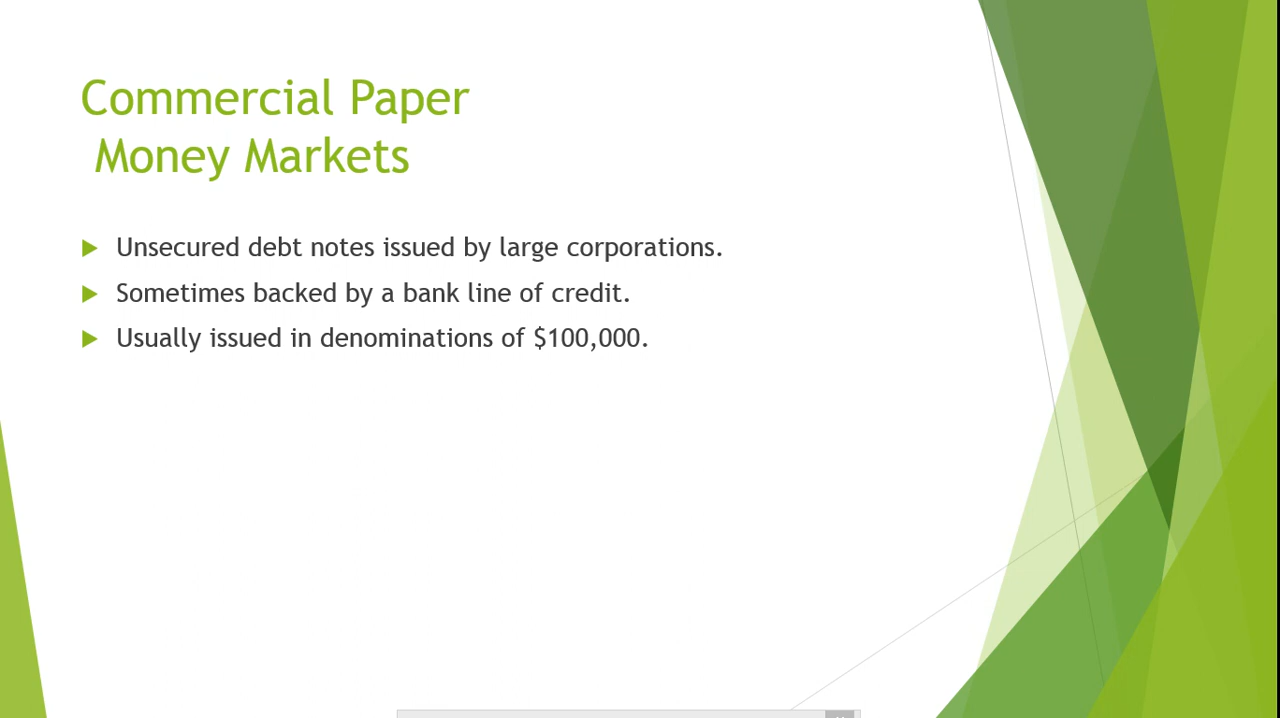 Commercial Paper
Money Markets
Unsecured debt notes issued by large corporations.
Sometimes backed by a bank line of credit.
Usually issued in denominations of $100,000.